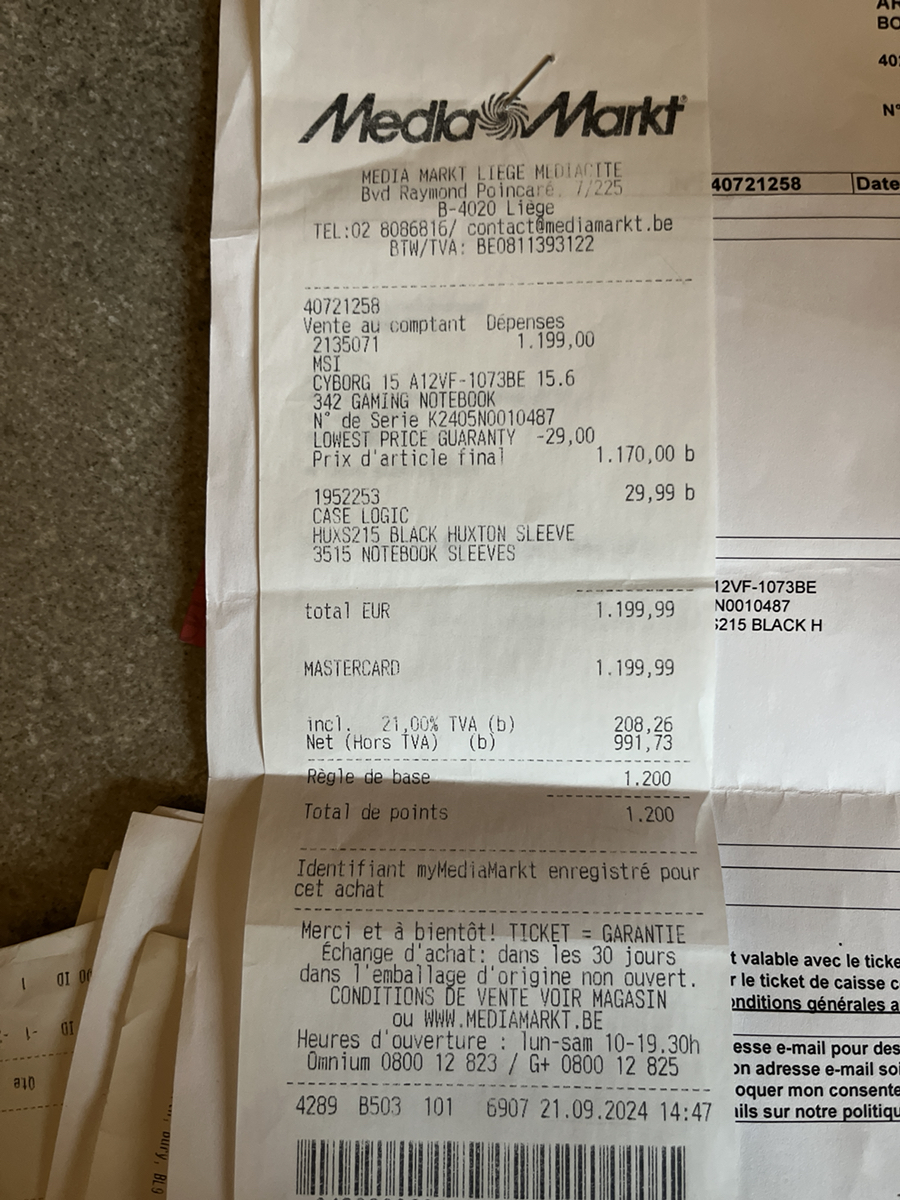 Media Markt
MEDIA MARKT LIEGE MEDIACITE
Bvd Raymond Poincaré, 7/225
B-4020 Liège
TEL:02 8086816/ contact@mediamarkt.be
BTW/TVA: BE0811393122
40721258
Vente au comptant Dépenses
2135071 1.199,00
MSI
CYBORG 15 A12VF-1073BE 15.6
342 GAMING NOTEBOOK
N° de Serie K2405N0010487
LOWEST PRICE GUARANTY -29,00
Prix d'article final 1.170,00 b
1952253 29,99 b
CASE LOGIC
HUXS215 BLACK HUXTON SLEEVE
3515 NOTEBOOK SLEEVES
total EUR 1.199,99
MASTERCARD 1.199,99
incl. 21,00% TVA (b) 208,26
Net (Hors TVA) (b) 991,73
Règle de base 1.200
Total de points 1.200
Identifiant myMediaMarkt enregistré pour
cet achat
Merci et à bientôt! TICKET = GARANTIE
Échange d'achat: dans les 30 jours
dans l'emballage d'origine non ouvert.
CONDITIONS DE VENTE VOIR MAGASIN
ou WWW.MEDIAMARKT.BE
Heures d'ouverture : lun-sam 10-19.30h
Omnium 0800 12 823 / G+ 0800 12 825
4289 B503 101 6907 21.09.2024 14:47
BO
40
N°
40721258 Date
12VF-1073BE
N0010487
S215 BLACK H
t valable avec le ticke
r le ticket de caisse c
onditions générales a
esse e-mail pour des
on adresse e-mail soi
oquer mon consente
ails sur notre politiqu
Qté